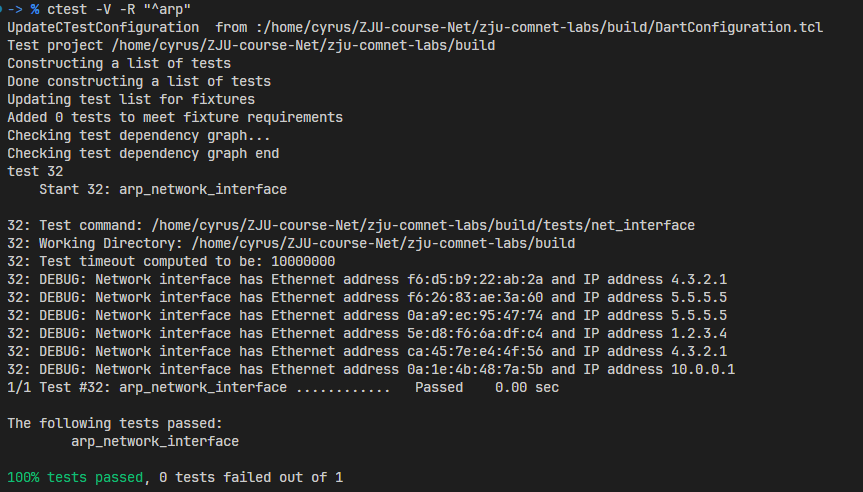 -> % ctest -V -R "^arp"
UpdateCTestConfiguration  from :/home/cyrus/ZJU-course-Net/zju-comnet-labs/build/DartConfiguration.tcl
Test project /home/cyrus/ZJU-course-Net/zju-comnet-labs/build
Constructing a list of tests
Done constructing a list of tests
Updating test list for fixtures
Added 0 tests to meet fixture requirements
Checking test dependency graph...
Checking test dependency graph end
test 32
    Start 32: arp_network_interface

32: Test command: /home/cyrus/ZJU-course-Net/zju-comnet-labs/build/tests/net_interface
32: Working Directory: /home/cyrus/ZJU-course-Net/zju-comnet-labs/build
32: Test timeout computed to be: 10000000
32: DEBUG: Network interface has Ethernet address f6:d5:b9:22:ab:2a and IP address 4.3.2.1
32: DEBUG: Network interface has Ethernet address f6:26:83:ae:3a:60 and IP address 5.5.5.5
32: DEBUG: Network interface has Ethernet address 0a:a9:ec:95:47:74 and IP address 5.5.5.5
32: DEBUG: Network interface has Ethernet address 5e:d8:f6:6a:df:c4 and IP address 1.2.3.4
32: DEBUG: Network interface has Ethernet address ca:45:7e:e4:4f:56 and IP address 4.3.2.1
32: DEBUG: Network interface has Ethernet address 0a:1e:4b:48:7a:5b and IP address 10.0.0.1
1/1 Test #32: arp_network_interface ............   Passed    0.00 sec

The following tests passed:
        arp_network_interface

100% tests passed, 0 tests failed out of 1